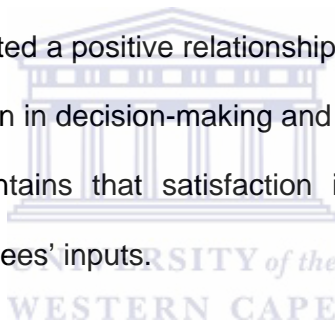 ted a positive relationship
n in decision-making and
ntains that satisfaction i
ees' inputs.
UNIVERSITY of the
WESTERN CAPE